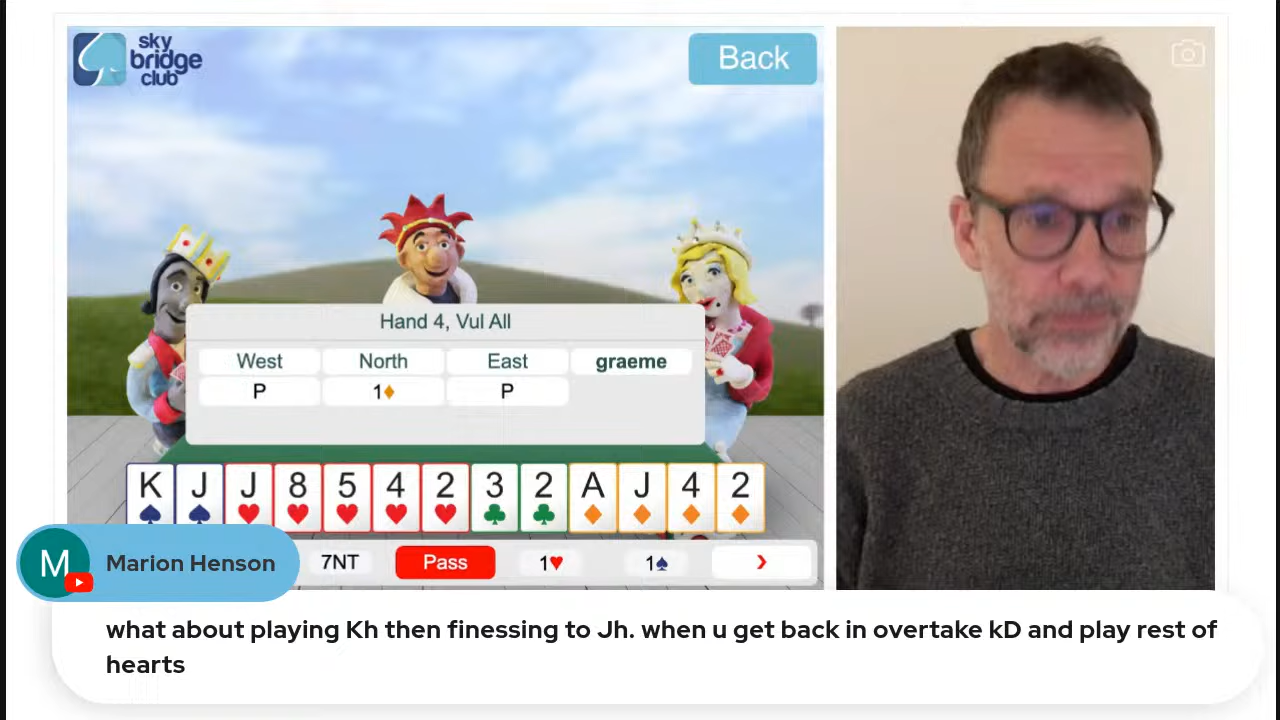 sky
bridge
club
Back
Hand 4, Vul All
West North East graeme
P 1♦ P
K♠ J♠ J♥ 8♥ 5♥ 4♥ 2♥ 3♣ 2♣ A♦ J♦ 4♦ 2♦
7NT Pass 1♥ 1♠ ›
M Marion Henson
what about playing Kh then finessing to Jh. when u get back in overtake kD and play rest of
hearts